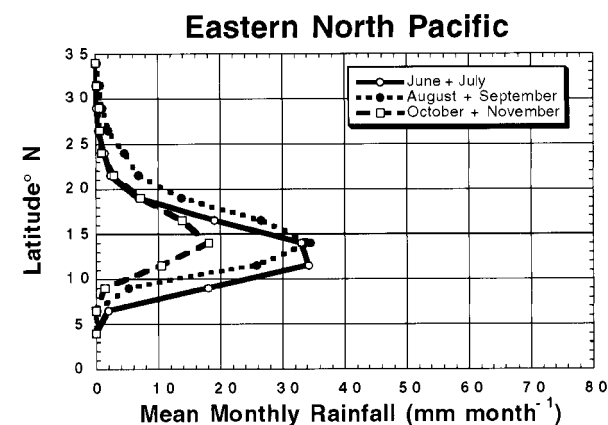 Eastern North Pacific
35
30
25
20
15
10
5
0
Latitude° N
June + July
August + September
October + November
0 10 20 30 40 50 60 70 80
Mean Monthly Rainfall (mm month⁻¹)